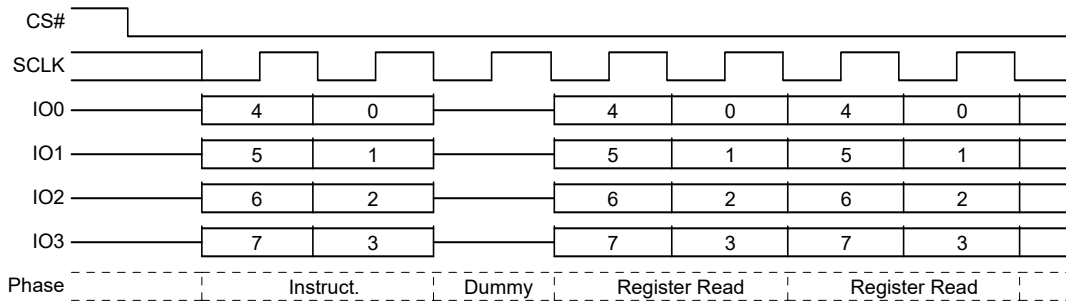 CS#
SCLK
IO0 4 0 4 0 4 0
IO1 5 1 5 1 5 1
IO2 6 2 6 2 6 2
IO3 7 3 7 3 7 3
Phase Instruct. Dummy Register Read Register Read